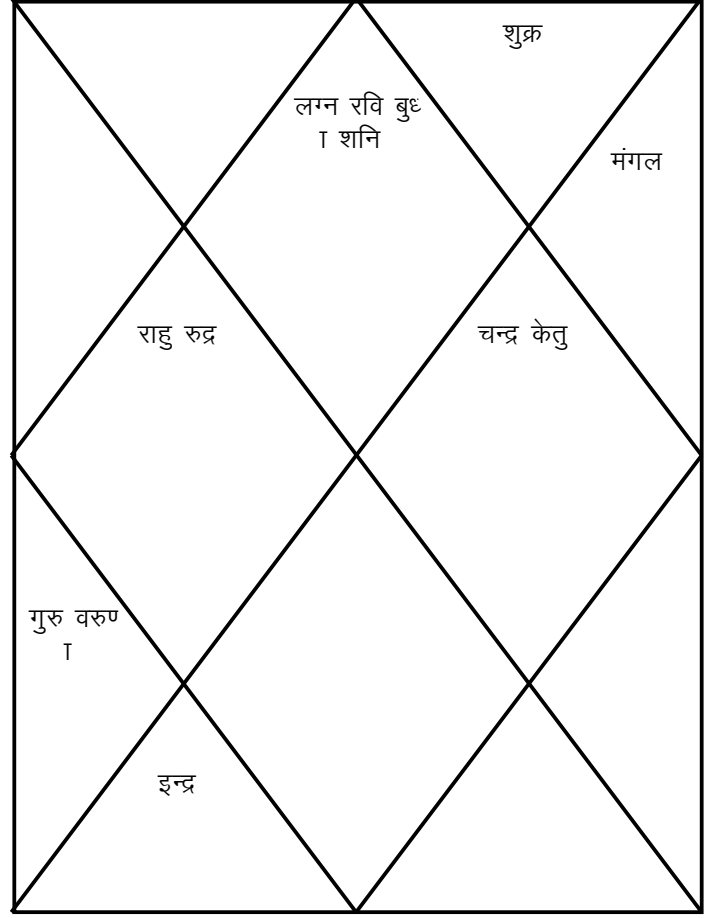 शुक्र
लग्न रवि बुध
ा शनि
मंगल
राहु रुद्र
चन्द्र केतु
गुरु वरुण
ा
इन्द्र